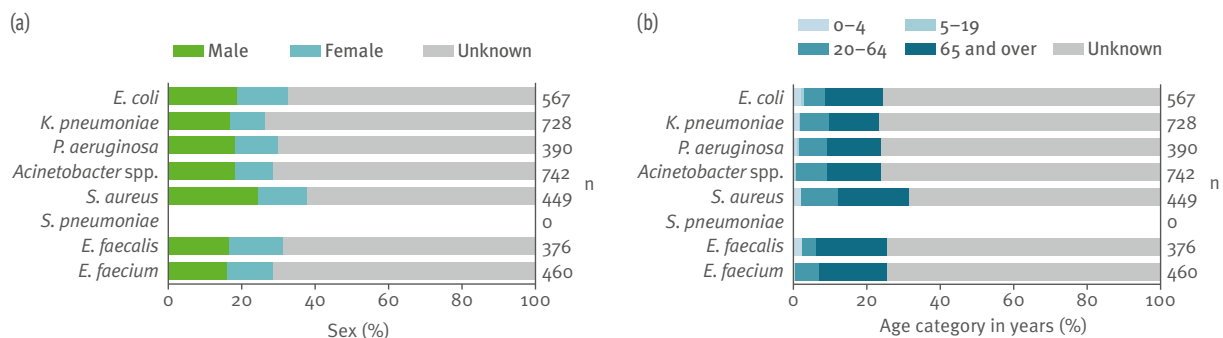 (a)
Male Female Unknown
E. coli 567
K. pneumoniae 728
P. aeruginosa 390
Acinetobacter spp. 742
S. aureus 449
S. pneumoniae 0
E. faecalis 376
E. faecium 460
n
0 20 40 60 80 100
Sex (%)
(b)
0–4 5–19
20–64 65 and over Unknown
E. coli 567
K. pneumoniae 728
P. aeruginosa 390
Acinetobacter spp. 742
S. aureus 449
S. pneumoniae 0
E. faecalis 376
E. faecium 460
n
0 20 40 60 80 100
Age category in years (%)